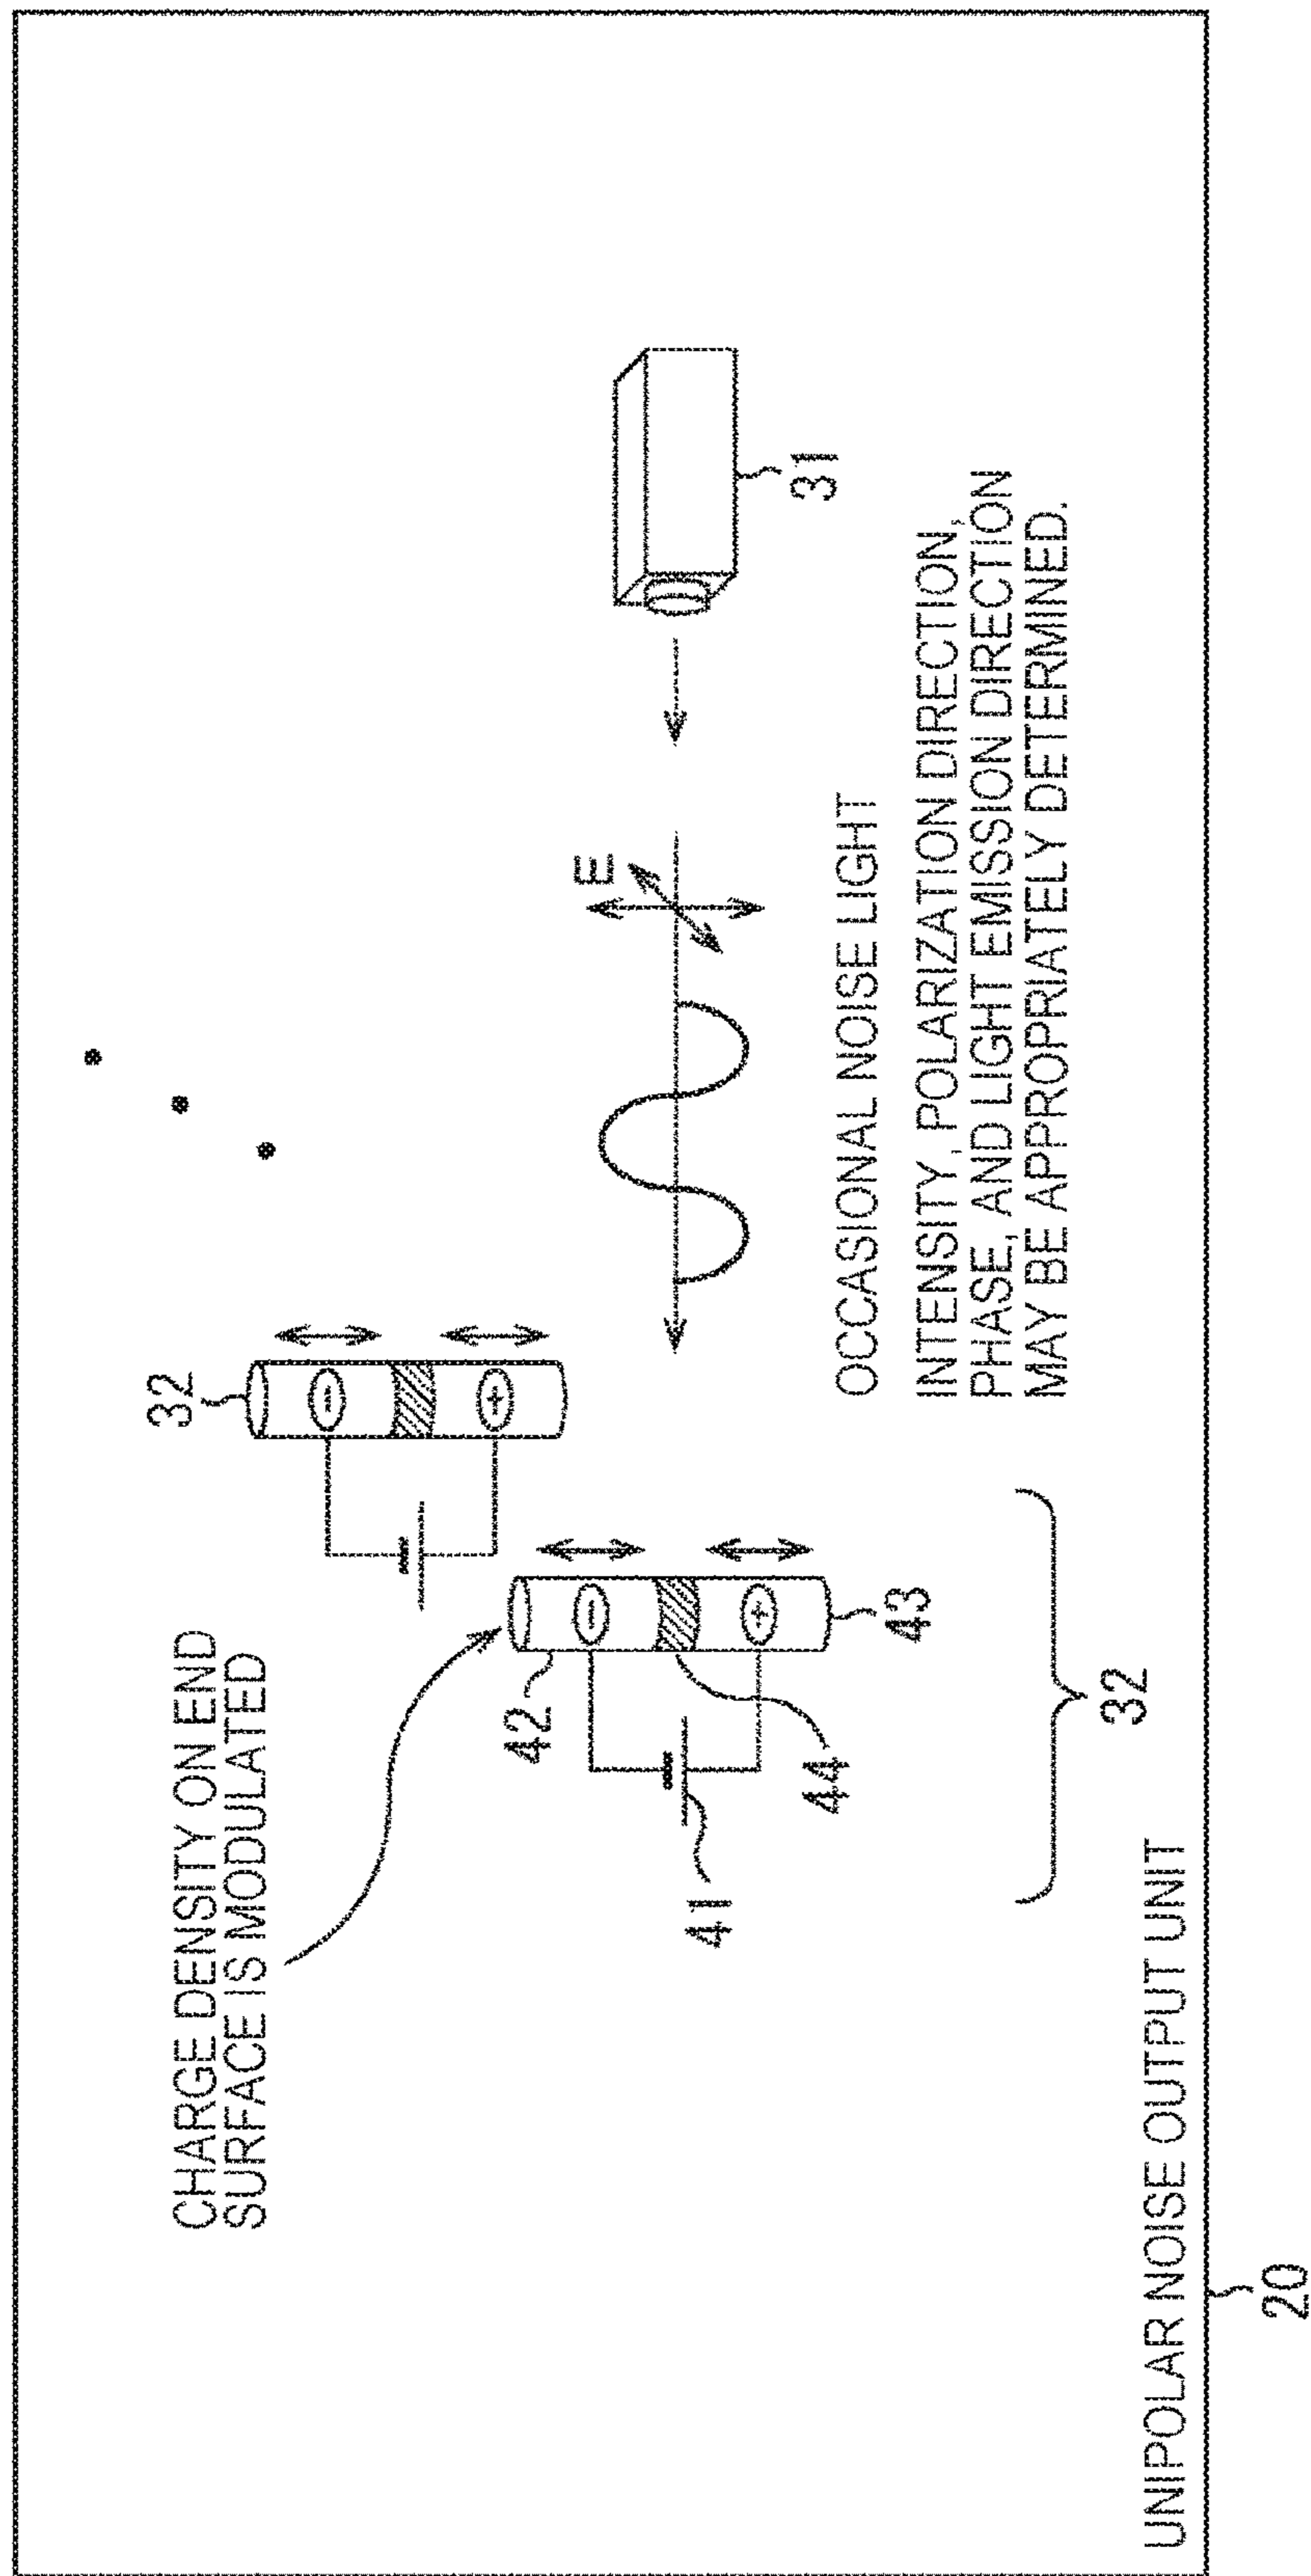 CHARGE DENSITY ON END
SURFACE IS MODULATED
32
E
42
43
44
41
31
OCCASIONAL NOISE LIGHT
INTENSITY, POLARIZATION DIRECTION,
PHASE, AND LIGHT EMISSION DIRECTION
MAY BE APPROPRIATELY DETERMINED.
32
UNIPOLAR NOISE OUTPUT UNIT
20